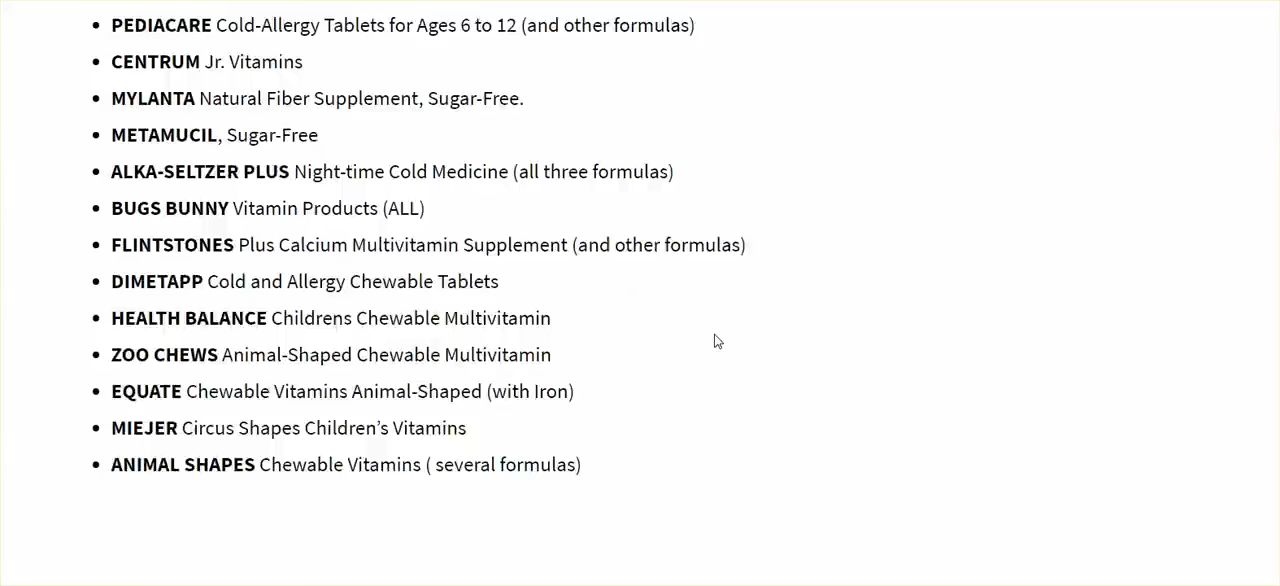 PEDIACARE Cold-Allergy Tablets for Ages 6 to 12 (and other formulas)
CENTRUM Jr. Vitamins
MYLANTA Natural Fiber Supplement, Sugar-Free.
METAMUCIL, Sugar-Free
ALKA-SELTZER PLUS Night-time Cold Medicine (all three formulas)
BUGS BUNNY Vitamin Products (ALL)
FLINTSTONES Plus Calcium Multivitamin Supplement (and other formulas)
DIMETAPP Cold and Allergy Chewable Tablets
HEALTH BALANCE Childrens Chewable Multivitamin
ZOO CHEWS Animal-Shaped Chewable Multivitamin
EQUATE Chewable Vitamins Animal-Shaped (with Iron)
MIEJER Circus Shapes Children’s Vitamins
ANIMAL SHAPES Chewable Vitamins ( several formulas)